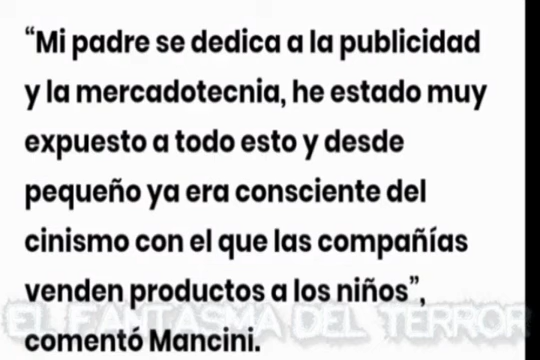 “Mi padre se dedica a la publicidad
y la mercadotecnia, he estado muy
expuesto a todo esto y desde
pequeño ya era consciente del
cinismo con el que las compañías
venden productos a los niños”,
EL FANTASMA DEL TERROR
comentó Mancini.